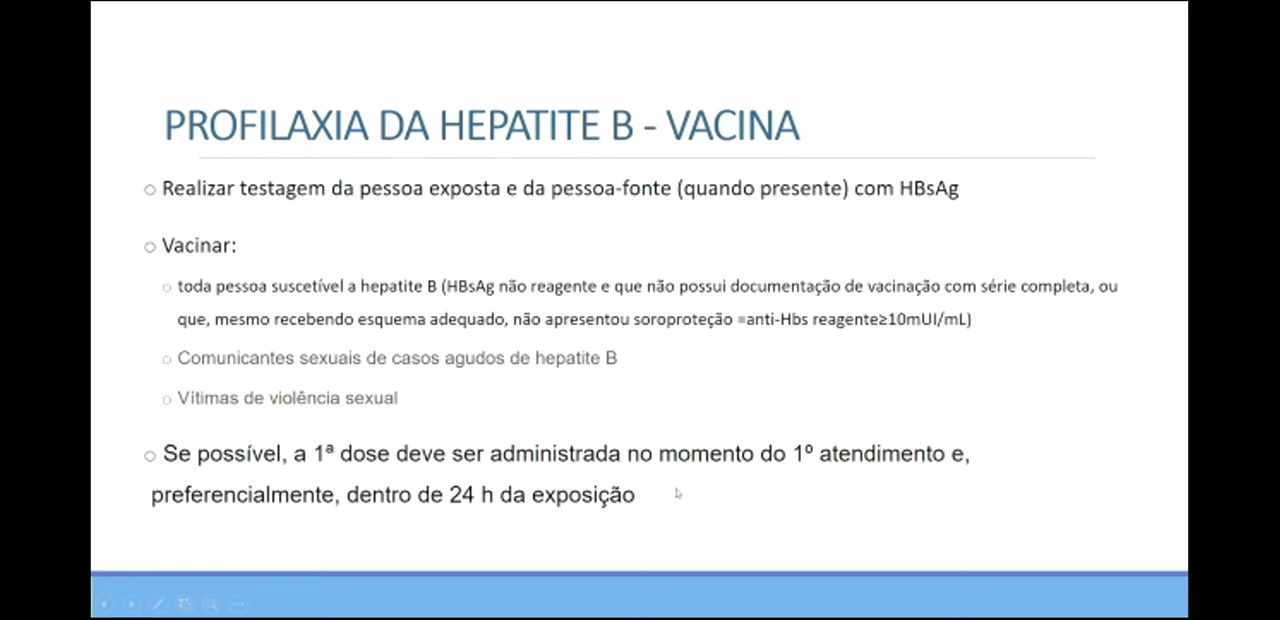 PROFILAXIA DA HEPATITE B - VACINA
Realizar testagem da pessoa exposta e da pessoa-fonte (quando presente) com HBsAg
Vacinar:
toda pessoa suscetível a hepatite B (HBsAg não reagente e que não possui documentação de vacinação com série completa, ou
que, mesmo recebendo esquema adequado, não apresentou soroproteção =anti-Hbs reagente≥10mUI/mL)
Comunicantes sexuais de casos agudos de hepatite B
Vítimas de violência sexual
Se possível, a 1ª dose deve ser administrada no momento do 1º atendimento e,
preferencialmente, dentro de 24 h da exposição